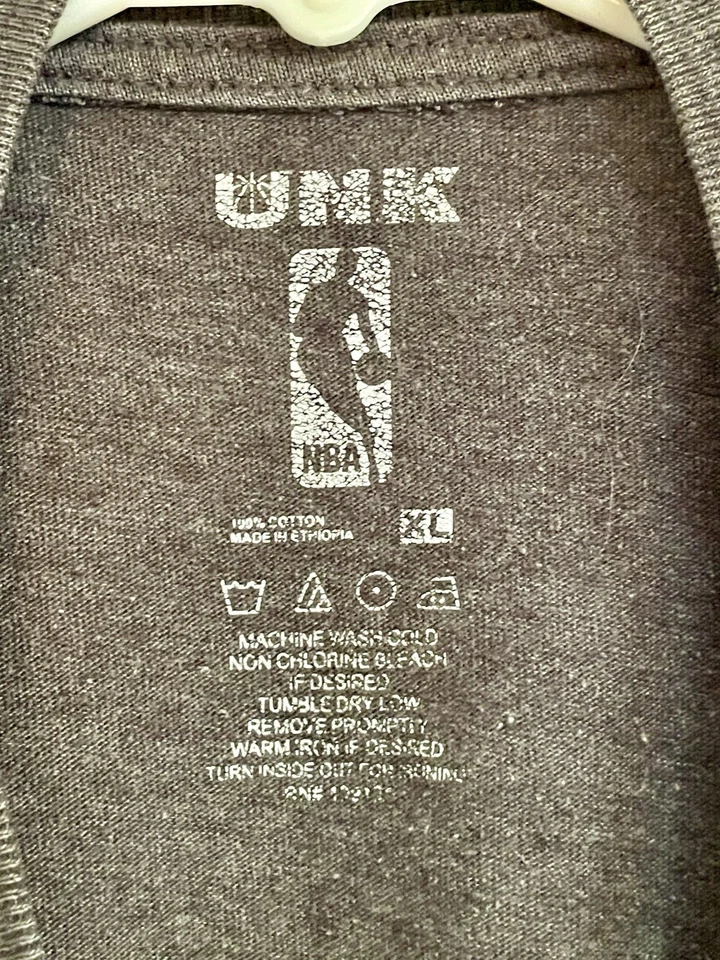 UNK
NBA
100% COTTON
MADE IN ETHIOPIA
XL
MACHINE WASH COLD
NON CHLORINE BLEACH
IF DESIRED
TUMBLE DRY LOW
REMOVE PROMPTLY
WARM IRON IF DESIRED
TURN INSIDE OUT FOR IRONING
RN#